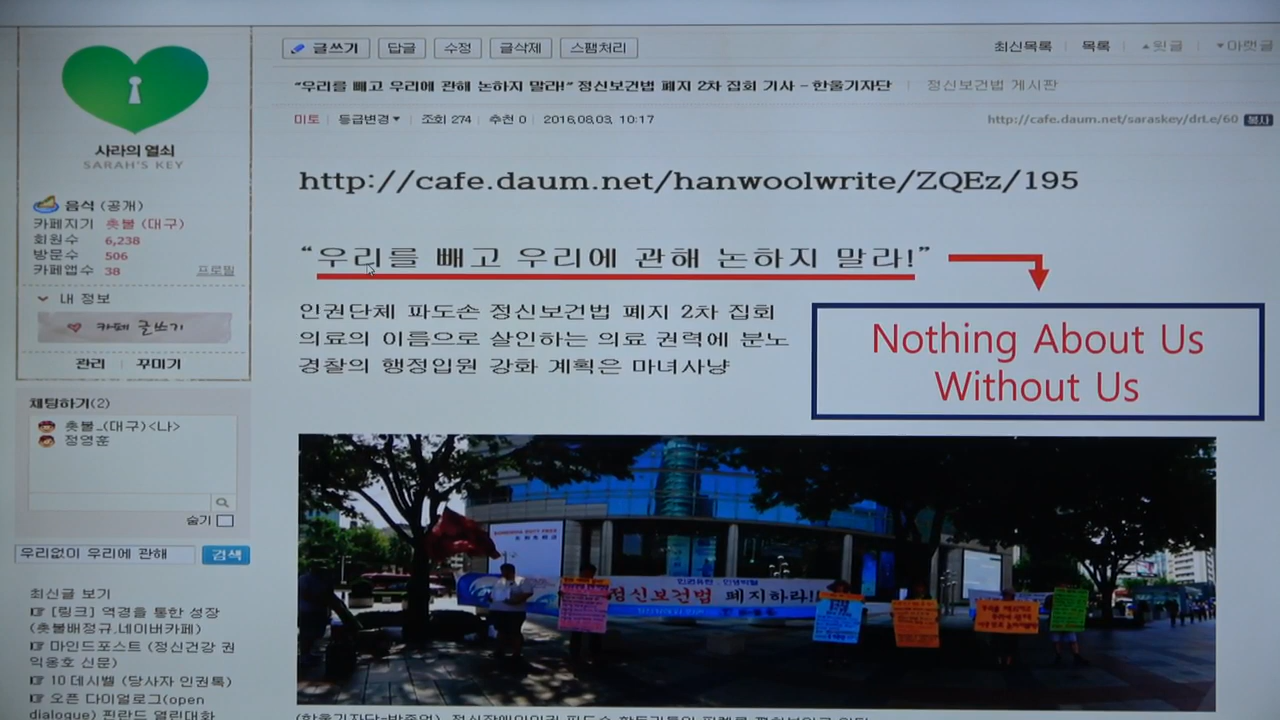 글쓰기 답글 수정 글삭제 스팸처리 최신목록 목록 윗글 아랫글
"우리를 빼고 우리에 관해 논하지 말라!" 정신보건법 폐지 2차 집회 기사 - 한울기자단 정신보건법 게시판
미토 등급변경 조회 274 추천 0 2016.08.03. 10:17 http://cafe.daum.net/saraskey/drLe/60 복사
사라의 열쇠
SARAH'S KEY
음식 (공개)
카페지기 촛불 (대구)
회원수 6,238
방문수 506
카페앱수 38 프로필
내 정보
카페 글쓰기
관리 꾸미기
채팅하기(2)
촛불_(대구)<나>
정영훈
숨기
우리없이 우리에 관해 검색
최신글 보기
☞ [링크] 역경을 통한 성장
(촛불배정규.네이버카페)
☞ 마인드포스트 (정신건강 권
익옹호 신문)
☞ 10 데시벨 (당사자 인권톡)
☞ 오픈 다이얼로그(open
dialogue) 핀란드 열린대화
http://cafe.daum.net/hanwoolwrite/ZQEz/195
"우리를 빼고 우리에 관해 논하지 말라!"
인권단체 파도손 정신보건법 폐지 2차 집회
의료의 이름으로 살인하는 의료 권력에 분노
경찰의 행정입원 강화 계획은 마녀사냥
Nothing About Us
Without Us
정신보건법 폐지하라!!